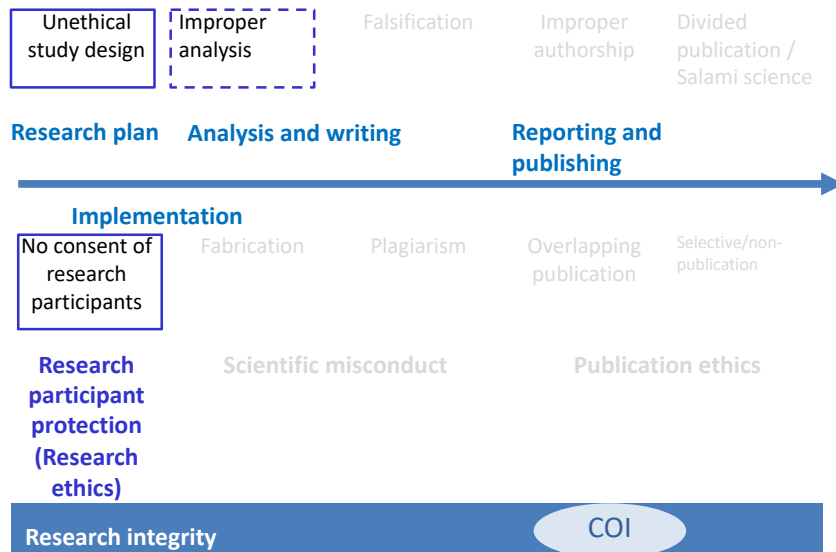 Unethical
study design
Improper
analysis
Falsification
Improper
authorship
Divided
publication /
Salami science
Research plan
Analysis and writing
Reporting and
publishing
Implementation
No consent of
research
participants
Fabrication
Plagiarism
Overlapping
publication
Selective/non-
publication
Research
participant
protection
(Research
ethics)
Scientific misconduct
Publication ethics
Research integrity
COI